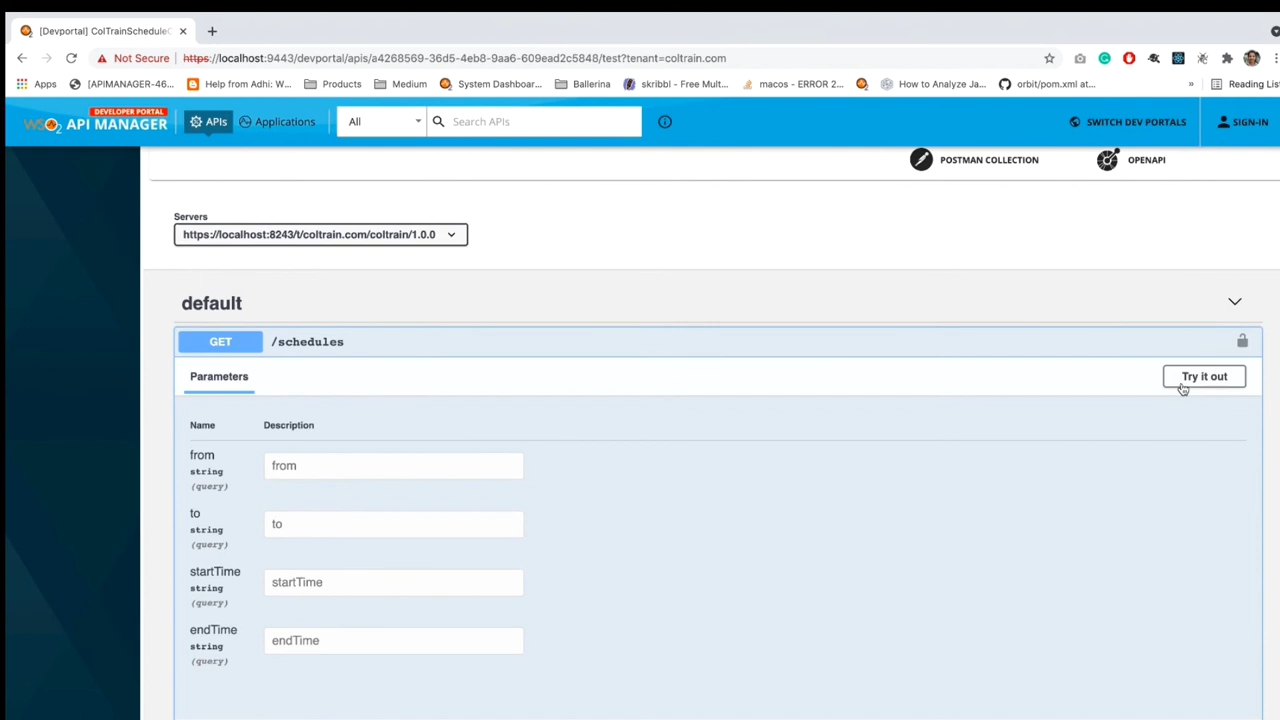 [Devportal] ColTrainSchedule
Not Secure https://localhost:9443/devportal/apis/a4268569-36d5-4eb9-9aa6-609ead2c5848/test?tenant=coltrain.com
Apps [APIMANAGER-46... Help from Adhi: W... Products Medium System Dashboar... Ballerina skribbl - Free Mult... macos - ERROR 2... How to Analyze Ja... orbit/pom.xml at... » Reading List
DEVELOPER PORTAL
WSO2 API MANAGER APIs Applications All Search APIs SWITCH DEV PORTALS SIGN-IN
POSTMAN COLLECTION OPENAPI
Servers
https://localhost:8243/t/coltrain.com/coltrain/1.0.0
default
GET /schedules
Parameters Try it out
Name Description
from from
string
(query)
to to
string
(query)
startTime startTime
string
(query)
endTime endTime
string
(query)